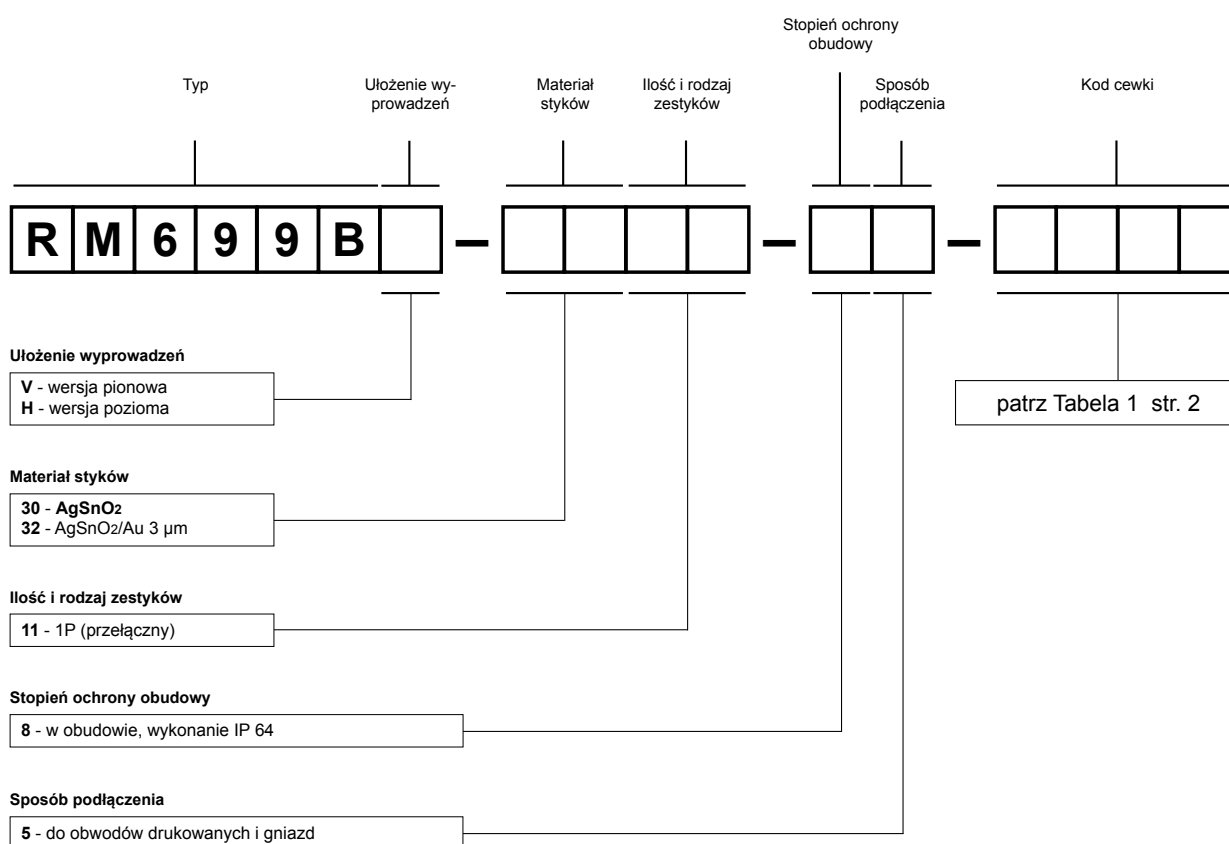 Stopień ochrony
obudowy
Typ
Ułożenie wy-
prowadzeń
Materiał
styków
Ilość i rodzaj
zestyków
Sposób
podłączenia
Kod cewki
R M 6 9 9 B – – –
Ułożenie wyprowadzeń
V - wersja pionowa
H - wersja pozioma
patrz Tabela 1 str. 2
Materiał styków
30 - AgSnO2
32 - AgSnO2/Au 3 µm
Ilość i rodzaj zestyków
11 - 1P (przełączny)
Stopień ochrony obudowy
8 - w obudowie, wykonanie IP 64
Sposób podłączenia
5 - do obwodów drukowanych i gniazd